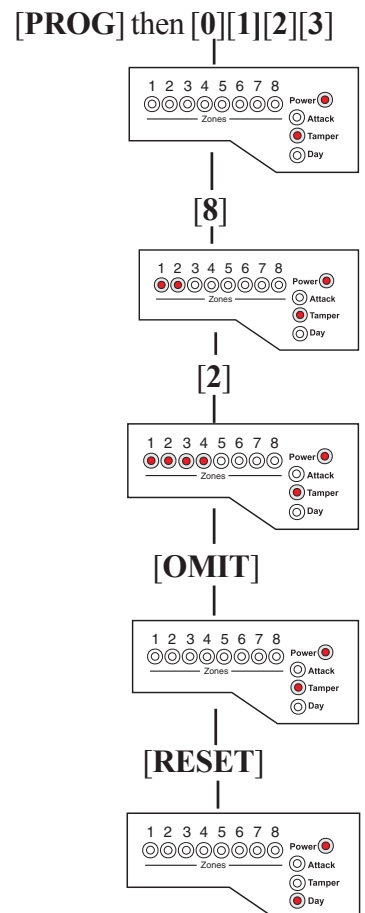 [PROG] then [0][1][2][3]
1 2 3 4 5 6 7 8
Power
Attack
Zones
Tamper
Day
[8]
1 2 3 4 5 6 7 8
Power
Attack
Zones
Tamper
Day
[2]
1 2 3 4 5 6 7 8
Power
Attack
Zones
Tamper
Day
[OMIT]
1 2 3 4 5 6 7 8
Power
Attack
Zones
Tamper
Day
[RESET]
1 2 3 4 5 6 7 8
Power
Attack
Zones
Tamper
Day